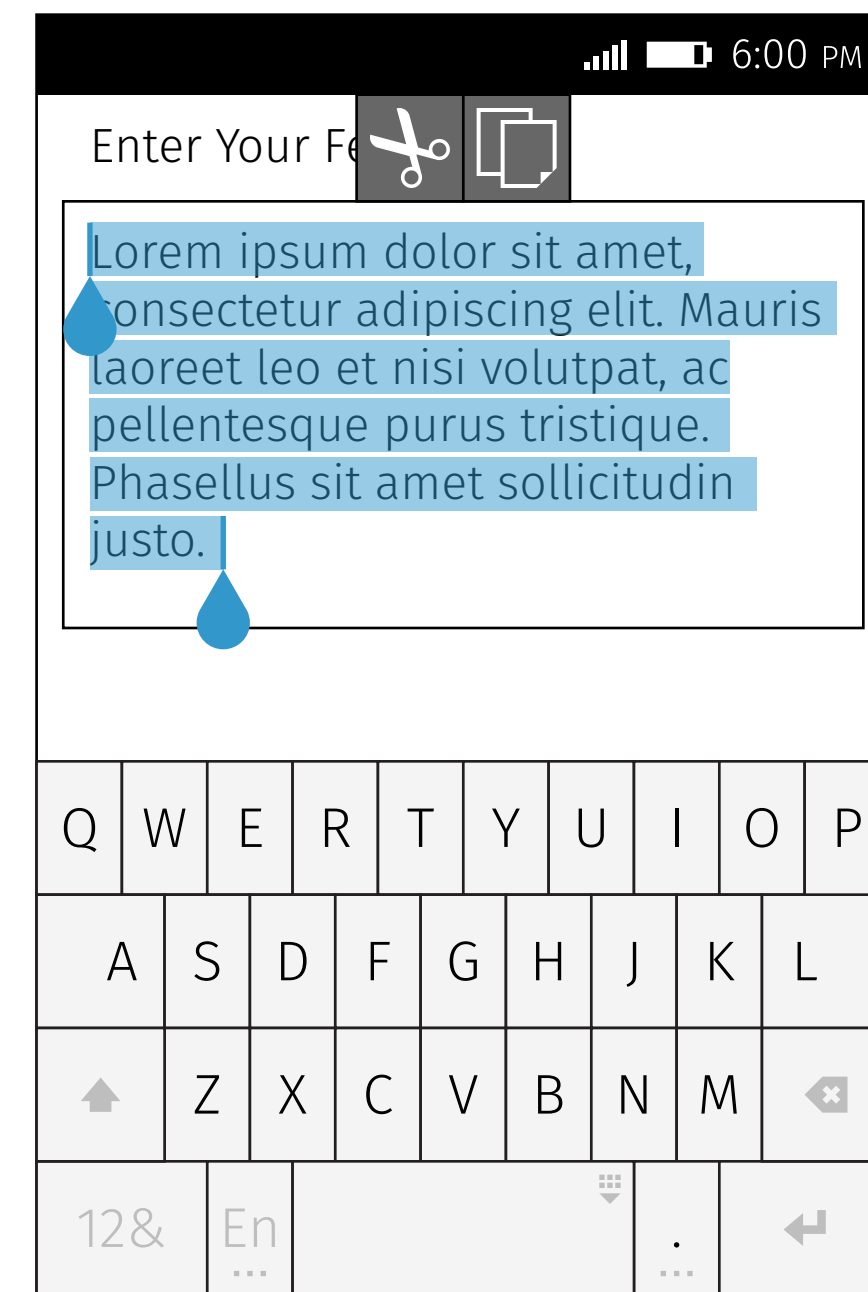 6:00 PM
Enter Your
Lorem ipsum dolor sit amet,
consectetur adipiscing elit. Mauris
laoreet leo et nisi volutpat, ac
pellentesque purus tristique.
Phasellus sit amet sollicitudin
justo.
Q W E R T Y U I O P
A S D F G H J K L
Z X C V B N M
12& En .
... ...